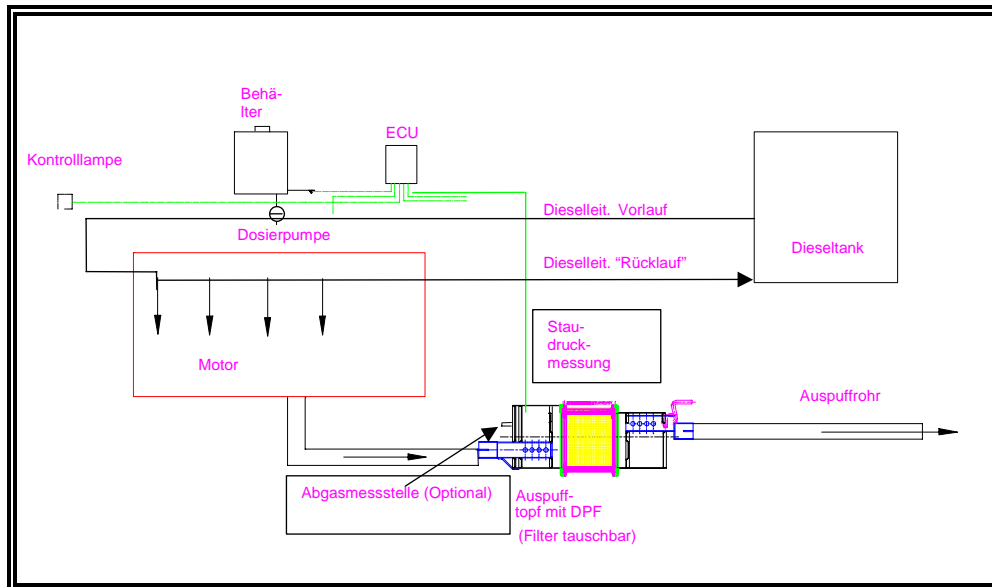 Behä-
lter
ECU
Kontrolllampe
Dieselleit. Vorlauf
Dosierpumpe
Dieseltank
Dieselleit. “Rücklauf”
Stau-
druck-
messung
Motor
Auspuffrohr
Abgasmessstelle (Optional)
Auspuff-
topf mit DPF
(Filter tauschbar)